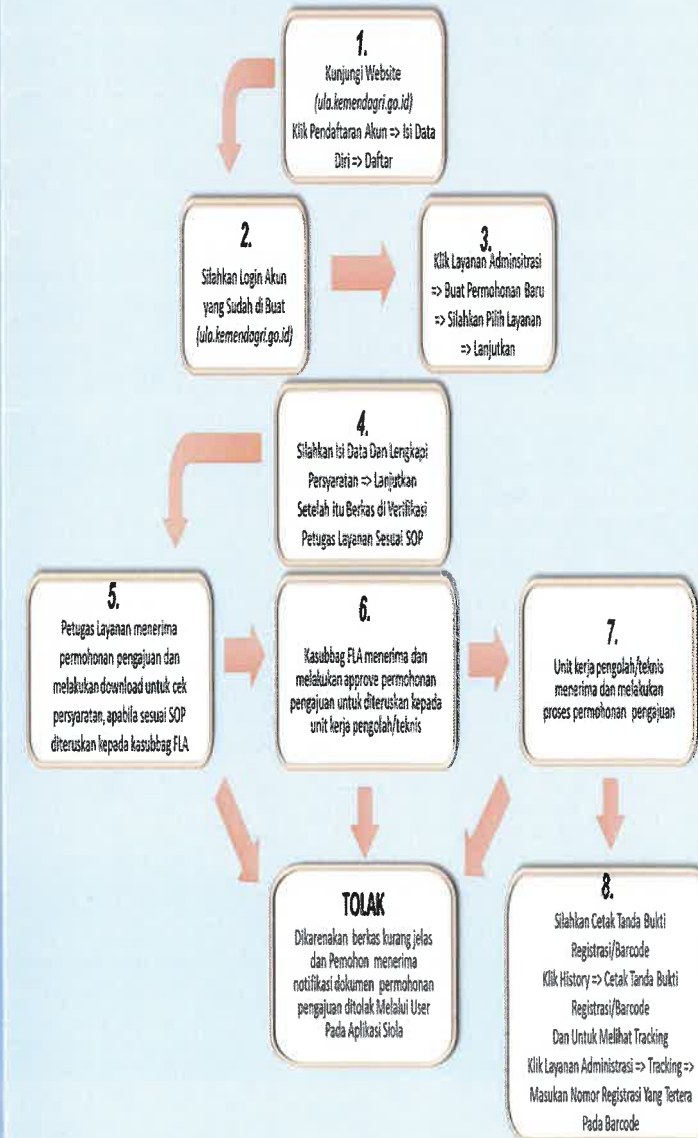 1.
Kunjungi Website
(ula.kemendagri.go.id)
Klik Pendaftaran Akun => Isi Data
Diri => Daftar
2.
Silahkan Login Akun
yang Sudah di Buat
(ula.kemendagri.go.id)
3.
Klik Layanan Adminsitrasi
=> Buat Permohonan Baru
=> Silahkan Pilih Layanan
=> Lanjutkan
4.
Silahkan Isi Data Dan Lengkapi
Persyaratan => Lanjutkan
Setelah itu Berkas di Verifikasi
Petugas Layanan Sesuai SOP
5.
Petugas Layanan menerima
permohonan pengajuan dan
melakukan download untuk cek
persyaratan, apabila sesuai SOP
diteruskan kepada kasubbag FLA
6.
Kasubbag FLA menerima dan
melakukan approve permohonan
pengajuan untuk diteruskan kepada
unit kerja pengolah/teknis
7.
Unit kerja pengolah/teknis
menerima dan melakukan
proses permohonan pengajuan
TOLAK
Dikarenakan berkas kurang jelas
dan Pemohon menerima
notifikasi dokumen permohonan
pengajuan ditolak Melalui User
Pada Aplikasi Siola
8.
Silahkan Cetak Tanda Bukti
Registrasi/Barcode
Klik History => Cetak Tanda Bukti
Registrasi/Barcode
Dan Untuk Melihat Tracking
Klik Layanan Administrasi => Tracking =>
Masukan Nomor Registrasi Yang Tertera
Pada Barcode